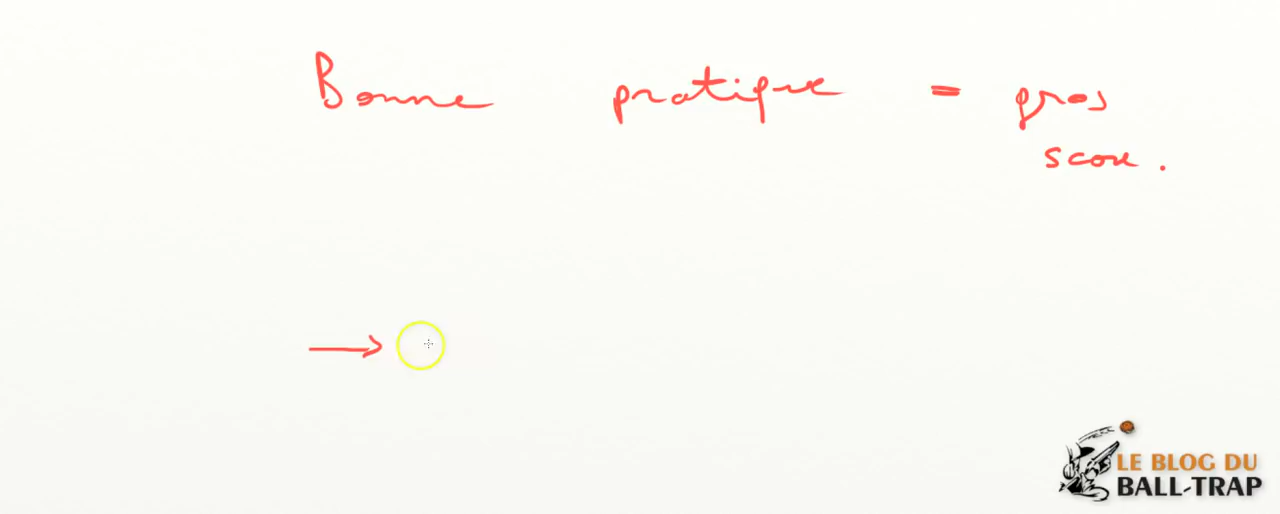 Bonne pratique = gros
score.
→
LE BLOG DU
BALL-TRAP